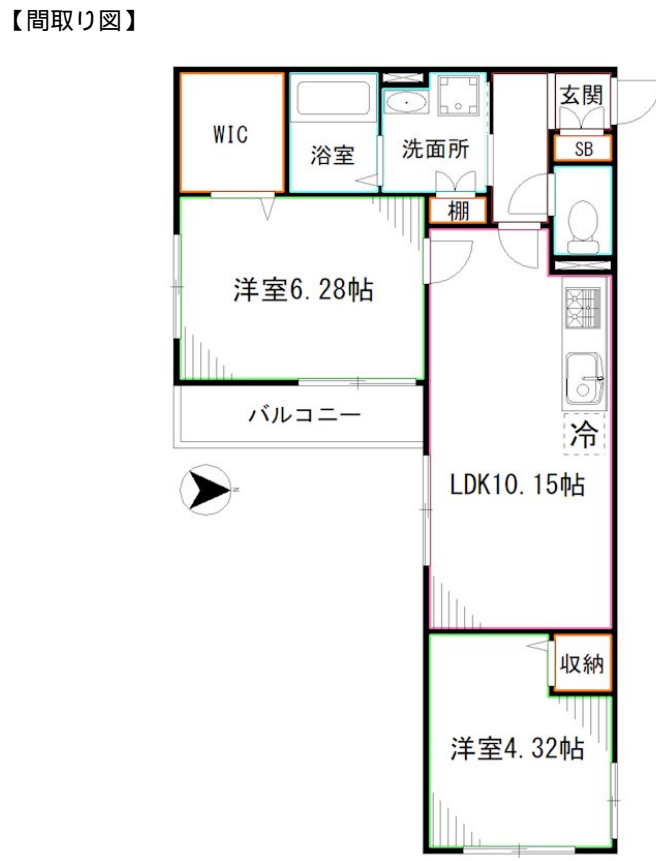 【間取り図】
玄関
WIC
浴室
洗面所
SB
棚
洋室6.28帖
バルコニー
冷
LDK10.15帖
N
収納
洋室4.32帖